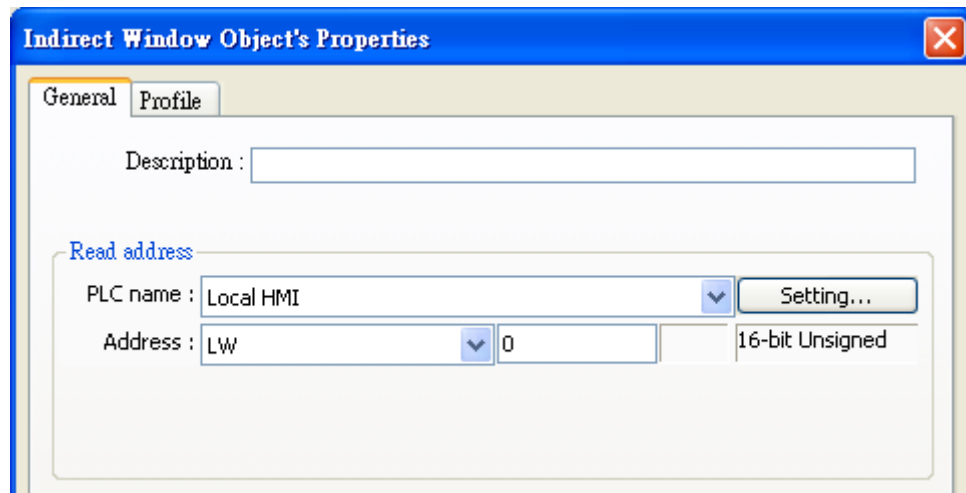 Indirect Window Object's Properties
General Profile
Description :
Read address
PLC name : Local HMI Setting...
Address : LW 0 16-bit Unsigned